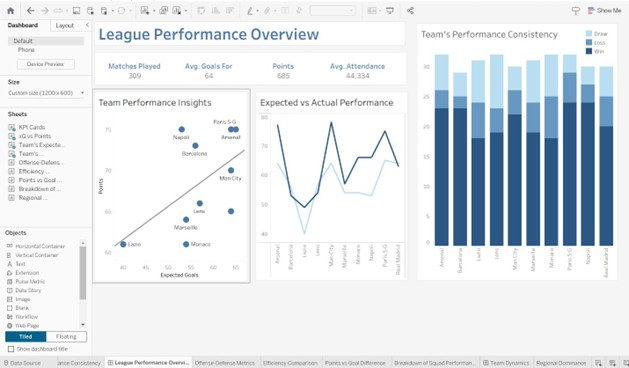 Dashboard Layout
Show Me
Default
Phone
Device Preview
Size
Custom size (1200 x 600)
Sheets
KPI Cards
xG vs Points
Team's Expecte...
Team's ...
Offense-Defens...
Efficiency ...
Points vs Goal ...
Breakdown of ...
Regional ...
Objects
Horizontal Container
Vertical Container
Text
Extension
Pulse Metric
Data Story
Image
Blank
Workflow
Web Page
Tiled Floating
Show dashboard title
League Performance Overview
Matches Played Avg. Goals For Points Avg. Attendance
309 64 685 44,334
Team Performance Insights
Paris S-G
75
Napoli Arsenal
Barcelona
70
Man City
Points
Lens
65
Marseille
Lazio Monaco
60
40 45 50 55 60 65
Expected Goals
Expected vs Actual Performance
80
70
60
50
40
Arsenal Barcelona Lazio Lens Man City Marseille Monaco Napoli Paris S-G Real Madrid
Team's Performance Consistency
Draw
Loss
Win
30
25
20
15
10
5
0
Arsenal Barcelona Lazio Lens Man City Marseille Monaco Napoli Paris S-G Real Madrid
Data Source ance Consistency League Performance Overvi... Offense Defense Metrics Efficiency Comparison Points vs Goal Difference Breakdown of Squad Performan... Team Dynamics Regional Dominance